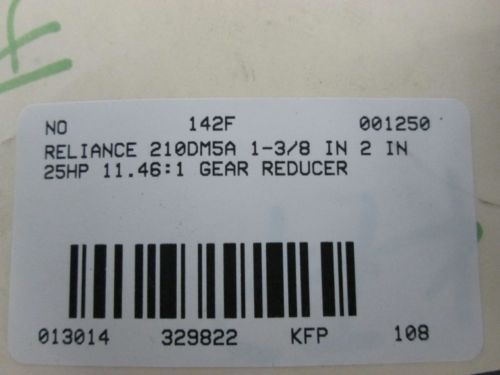 NO 142F 001250
RELIANCE 210DM5A 1-3/8 IN 2 IN
25HP 11.46:1 GEAR REDUCER
013014 329822 KFP 108